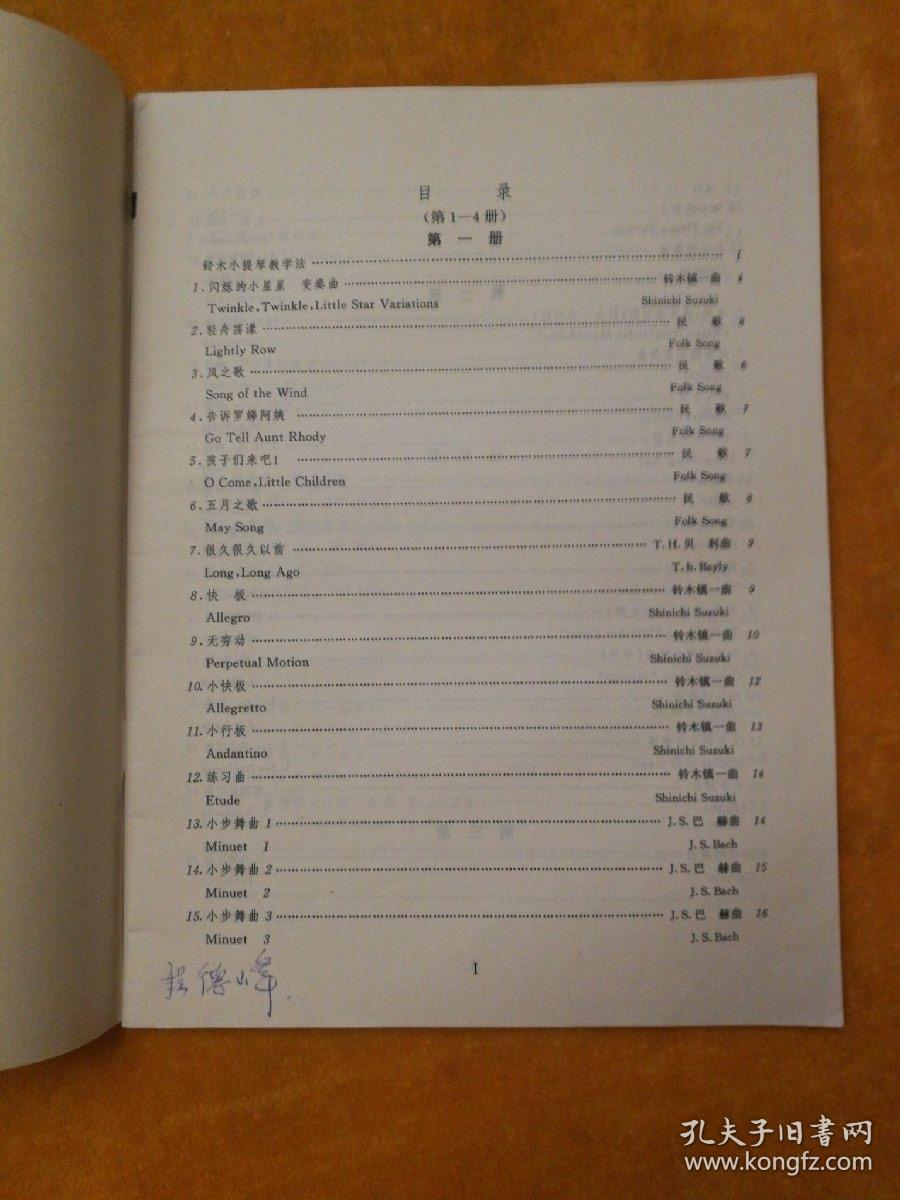 目 录
(第1—4册)
第 一 册
铃木小提琴教学法 1
1.闪烁的小星星 变奏曲 铃木镇一曲 4
Twinkle,Twinkle,Little Star Variations Shinichi Suzuki
2.轻舟荡漾 民 歌 6
Lightly Row Folk Song
3.风之歌 民 歌 6
Song of the Wind Folk Song
4.告诉罗娣阿姨 民 歌 7
Go Tell Aunt Rhody Folk Song
5.孩子们来吧! 民 歌 7
O Come,Little Children Folk Song
6.五月之歌 民 歌 8
May Song Folk Song
7.很久很久以前 T.H.贝 利曲 9
Long,Long Ago T.h.Bayly
8.快 板 铃木镇一曲 9
Allegro Shinichi Suzuki
9.无穷动 铃木镇一曲 10
Perpetual Motion Shinichi Suzuki
10.小快板 铃木镇一曲 12
Allegretto Shinichi Suzuki
11.小行板 铃木镇一曲 13
Andantino Shinichi Suzuki
12.练习曲 铃木镇一曲 14
Etude Shinichi Suzuki
13.小步舞曲 1 J.S.巴 赫曲 14
Minuet 1 J.S.Bach
14.小步舞曲 2 J.S.巴 赫曲 15
Minuet 2 J.S.Bach
15.小步舞曲 3 J.S.巴 赫曲 16
Minuet 3 J.S.Bach
I
程德峰
孔夫子旧书网
www.kongfz.com